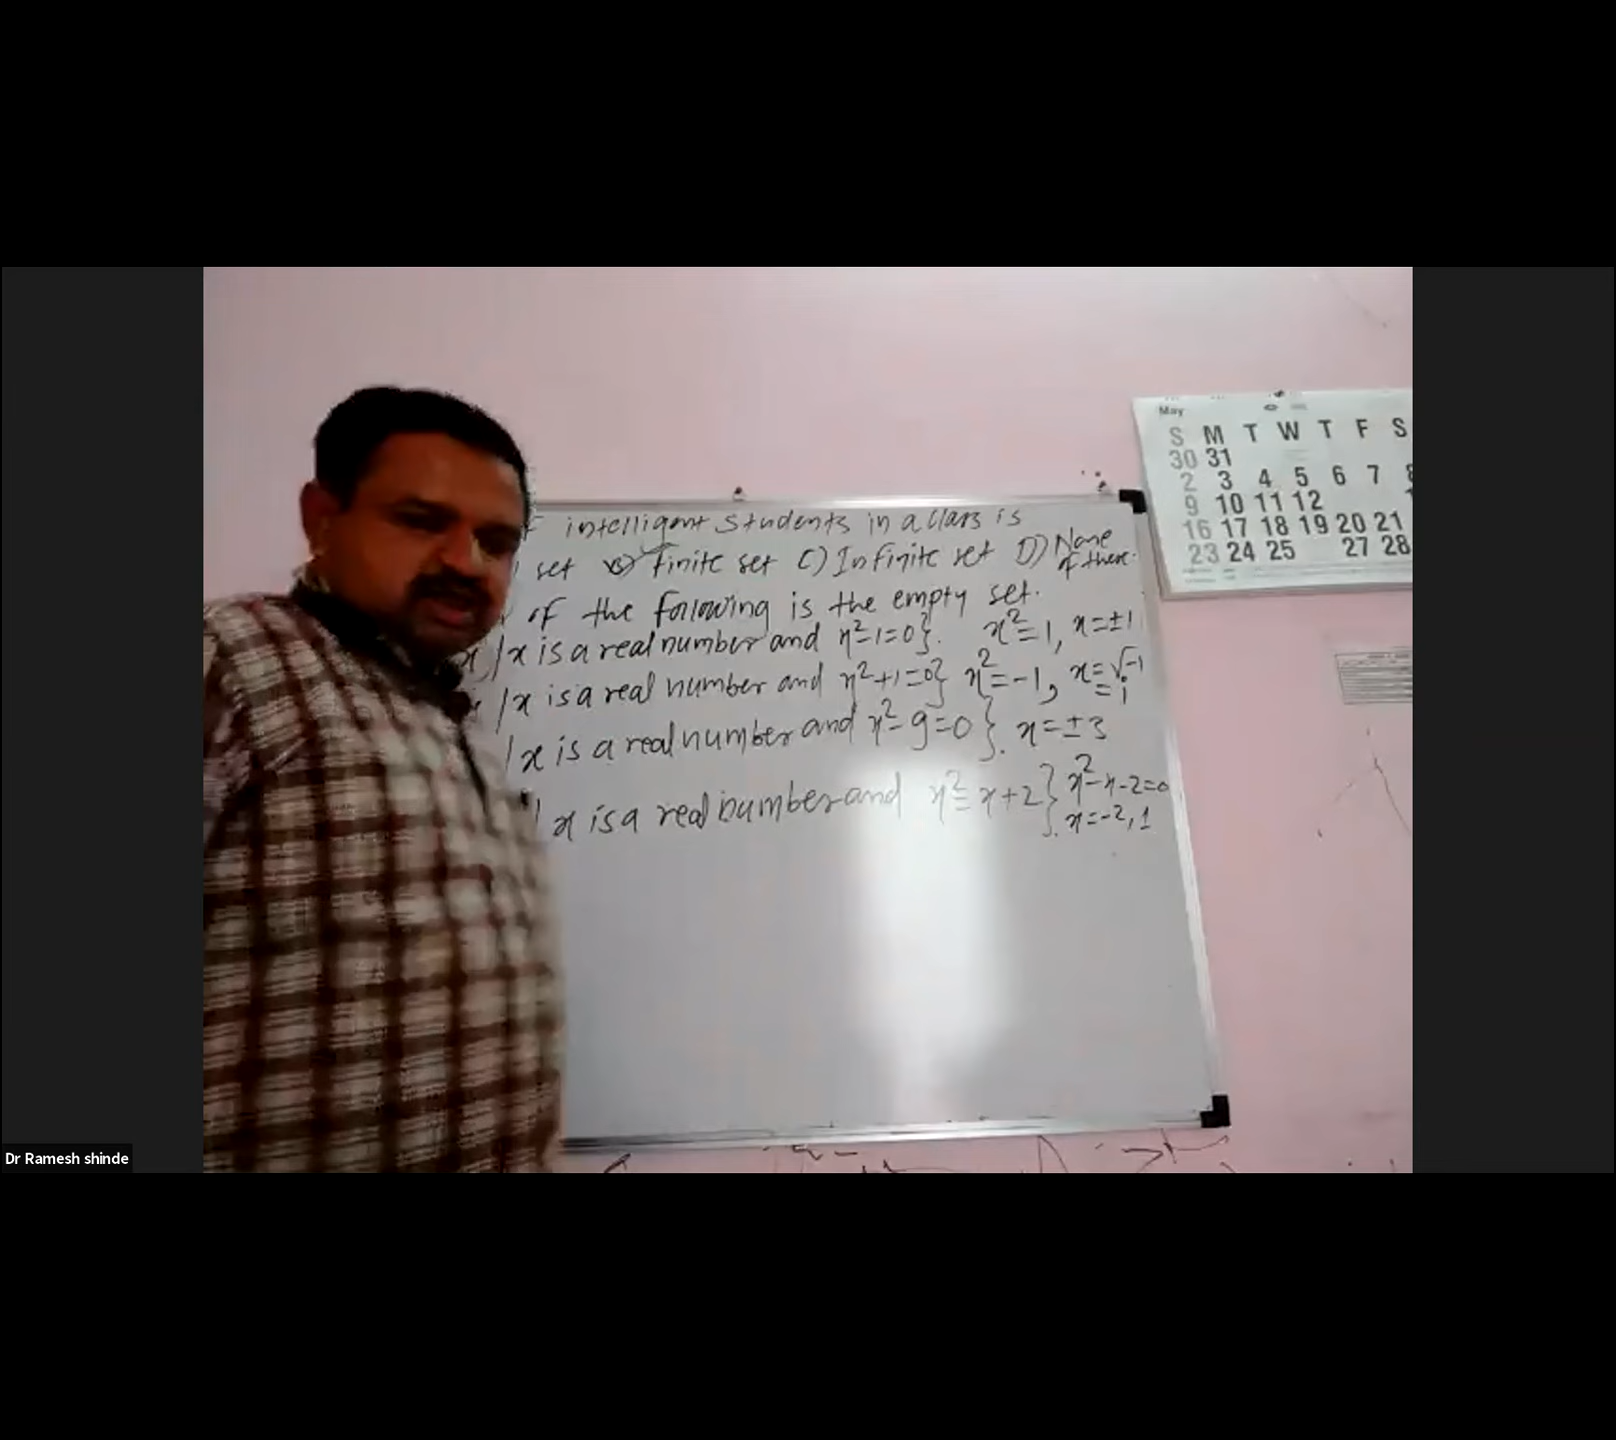 intelligent students in a class is
set B) finite set C) Infinite set D) None of these.
of the following is the empty set.
x / x is a real number and x²-1=0}. x²=1, x=±1
/ x is a real number and x²+1=0} x²=-1, x=√-1
= i
/ x is a real number and x²-9=0}. x=±3
/ x is a real number and x²=x+2}. x²-x-2=0
x=-2,1
May
S M T W T F S
30 31
2 3 4 5 6 7 8
9 10 11 12
16 17 18 19 20 21
23 24 25 27 28
Dr Ramesh shinde